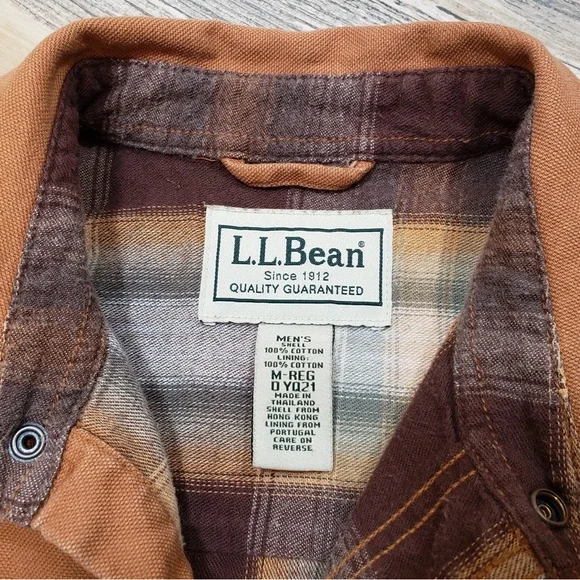 L.L.Bean®
Since 1912
QUALITY GUARANTEED
MEN'S
SHELL
100% COTTON
LINING:
100% COTTON
M-REG
0 YQ21
MADE IN
THAILAND
SHELL FROM
HONG KONG
LINING FROM
PORTUGAL
CARE ON
REVERSE